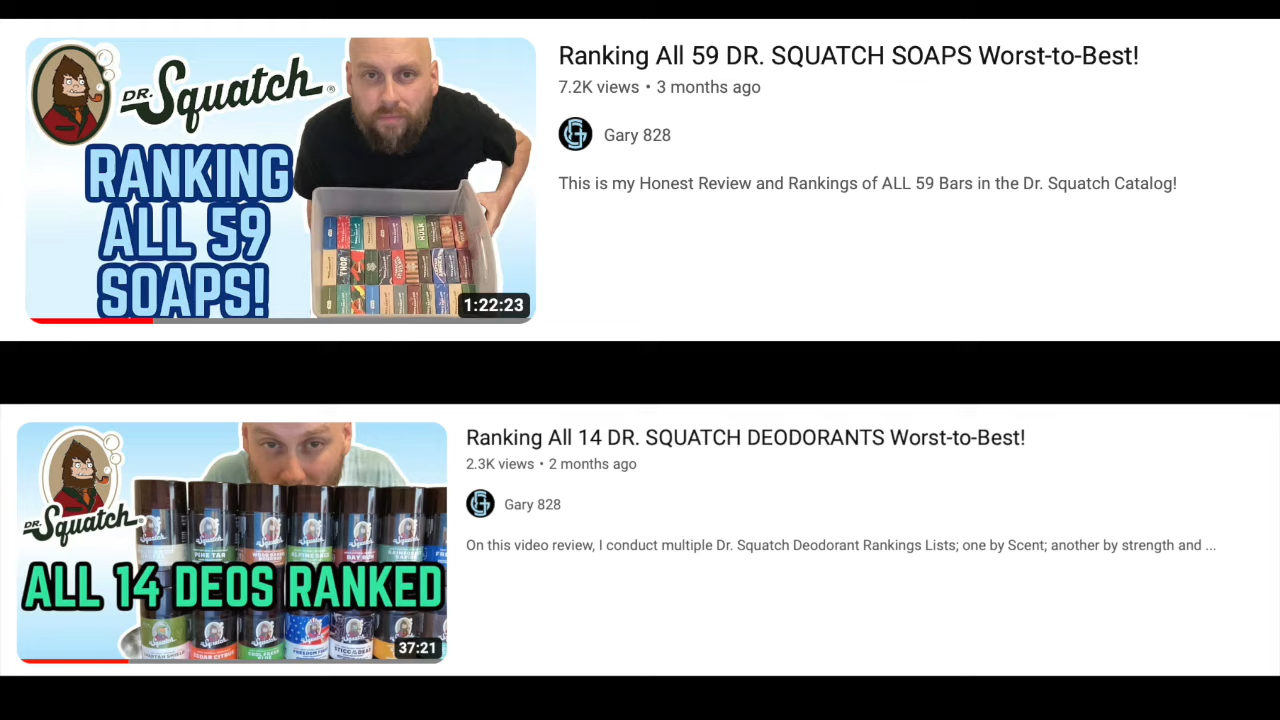 DR. Squatch®
RANKING
ALL 59
SOAPS!
HULK
THOR
1:22:23
Ranking All 59 DR. SQUATCH SOAPS Worst-to-Best!
7.2K views • 3 months ago
Gary 828
This is my Honest Review and Rankings of ALL 59 Bars in the Dr. Squatch Catalog!
DR. Squatch
PINE TAR
ALPINE SAGE
BAY RUM
ALL 14 DEOS RANKED
CEDAR CITRUS
37:21
Ranking All 14 DR. SQUATCH DEODORANTS Worst-to-Best!
2.3K views • 2 months ago
Gary 828
On this video review, I conduct multiple Dr. Squatch Deodorant Rankings Lists; one by Scent; another by strength and ...